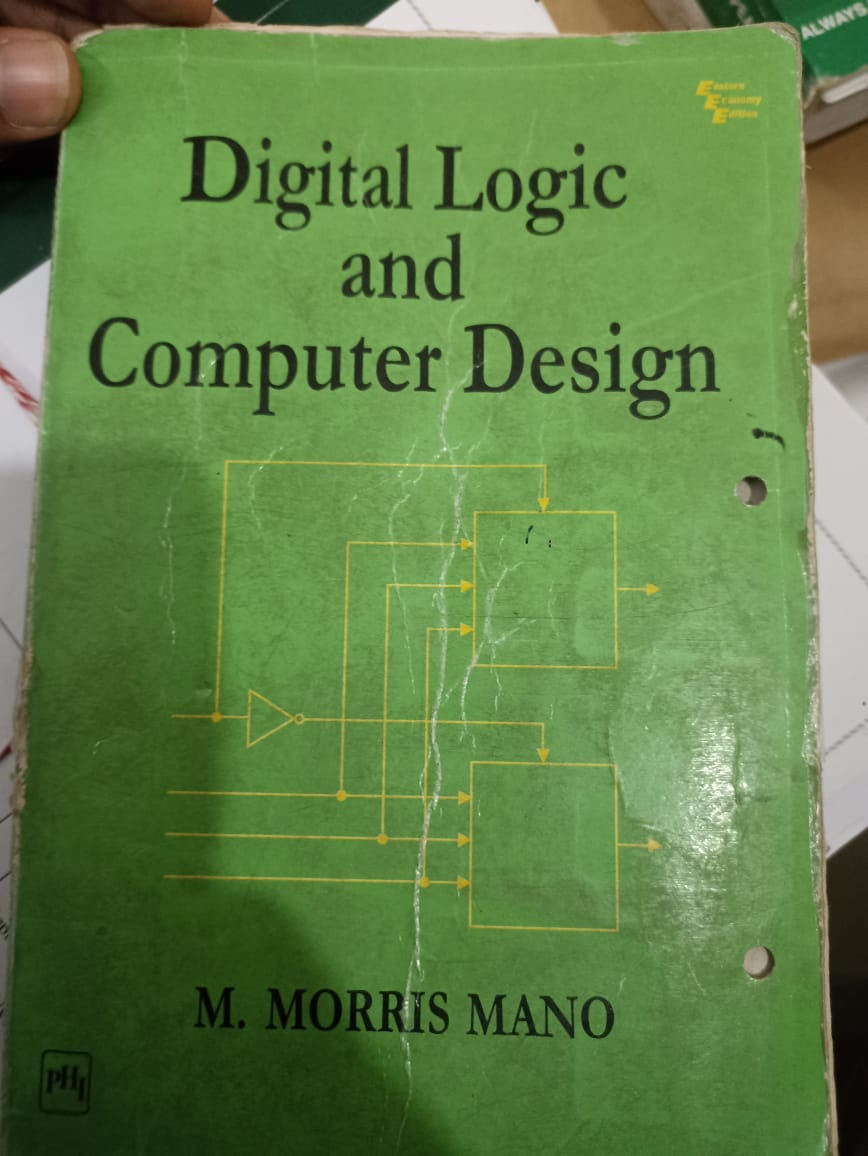 ALWAYS
Eastern
Economy
Edition
Digital Logic
and
Computer Design
M. MORRIS MANO
PHI